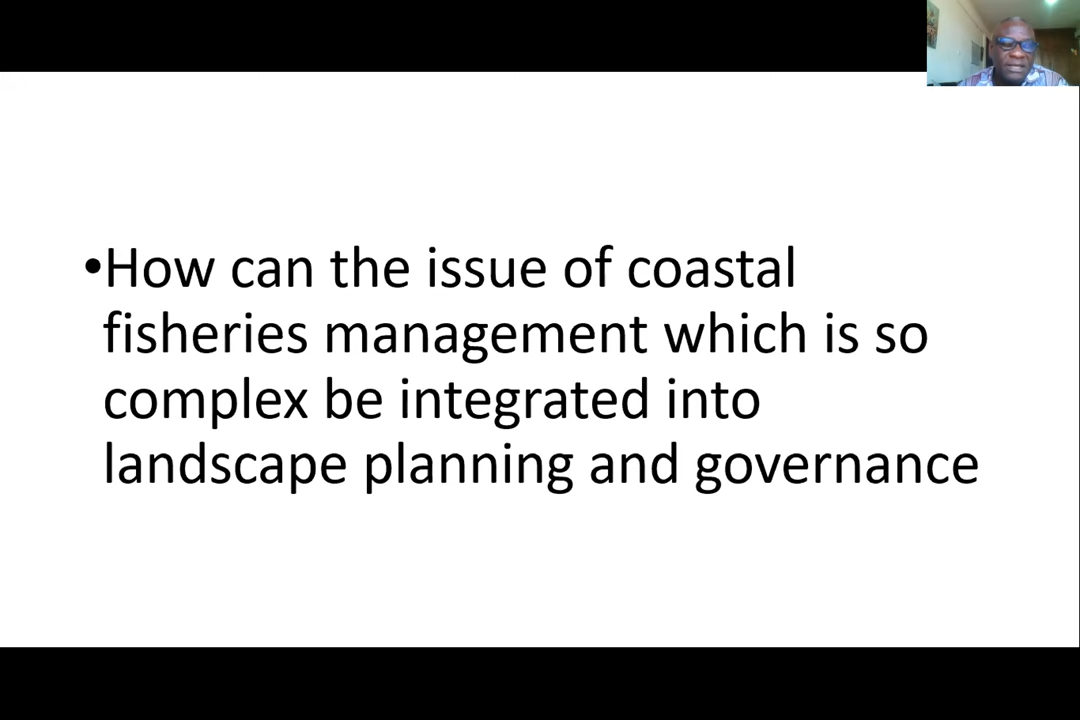 •How can the issue of coastal
fisheries management which is so
complex be integrated into
landscape planning and governance